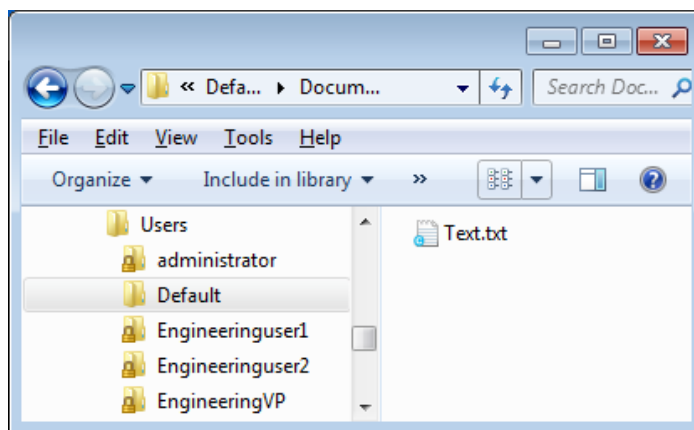 « Defa... ▸ Docum...
Search Doc...
File Edit View Tools Help
Organize Include in library »
Users
Text.txt
administrator
Default
Engineeringuser1
Engineeringuser2
EngineeringVP